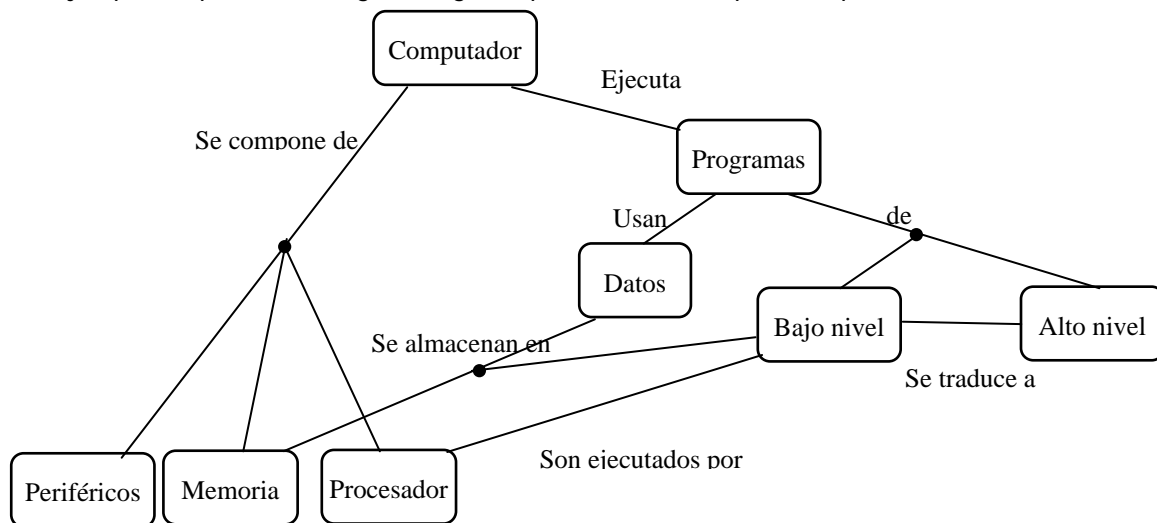 Computador
Ejecuta
Se compone de
Programas
Usan
de
Datos
Bajo nivel
Alto nivel
Se almacenan en
Se traduce a
Son ejecutados por
Periféricos
Memoria
Procesador